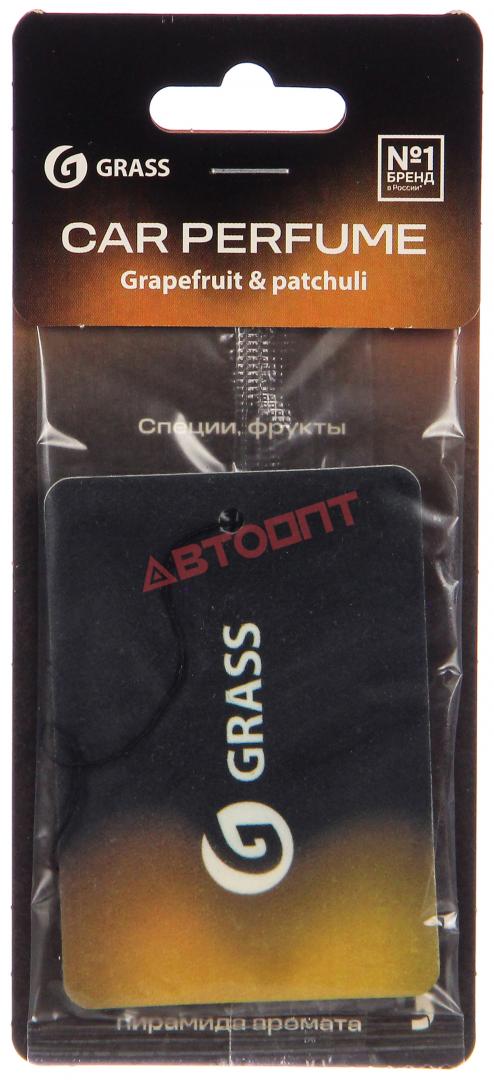 GRASS
№1
БРЕНД
в России*
CAR PERFUME
Grapefruit & patchuli
Специи, фрукты
АВТООПТ
GRASS
пирамида аромата